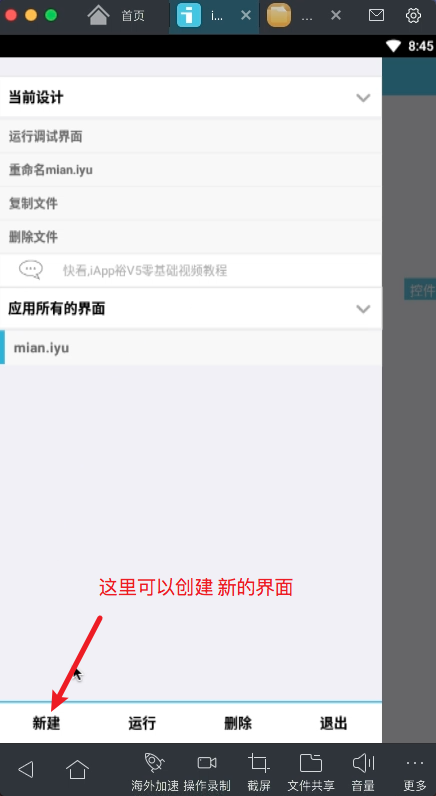 首页
i...
...
8:45
当前设计
运行调试界面
重命名mian.iyu
复制文件
删除文件
快看,iApp裕V5零基础视频教程
控件
应用所有的界面
mian.iyu
这里可以创建 新的界面
新建
运行
删除
退出
海外加速
操作录制
截屏
文件共享
音量
更多